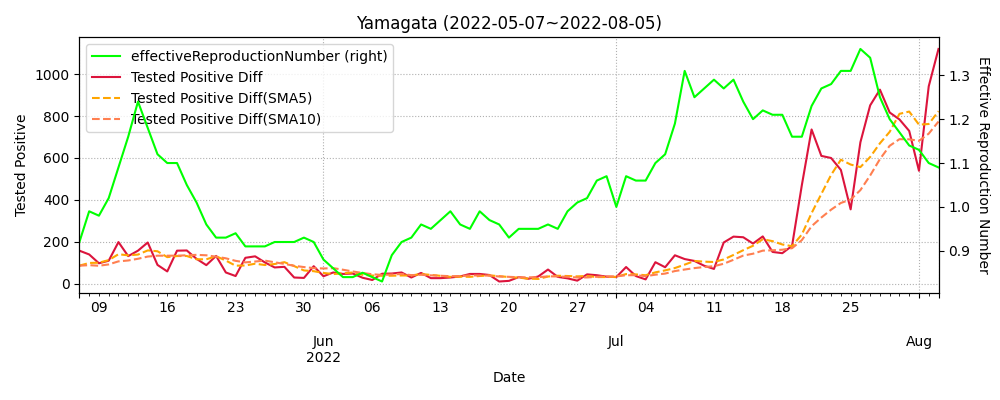 Yamagata (2022-05-07~2022-08-05)
effectiveReproductionNumber (right)
Tested Positive Diff
Tested Positive Diff(SMA5)
Tested Positive Diff(SMA10)
Tested Positive
1000
800
600
400
200
0
Effective Reproduction Number
1.3
1.2
1.1
1.0
0.9
09 16 23 30 06 13 20 27 04 11 18 25
Jun Jul Aug
2022
Date